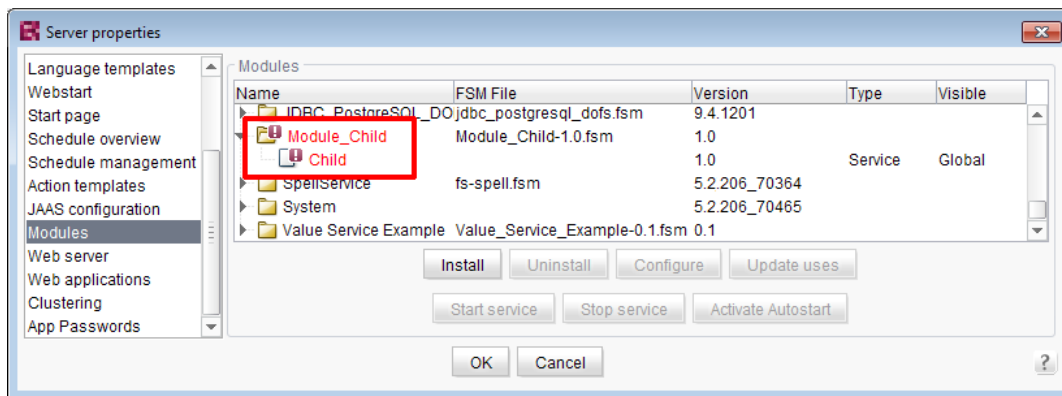 Server properties
Language templates
Webstart
Start page
Schedule overview
Schedule management
Action templates
JAAS configuration
Modules
Web server
Web applications
Clustering
App Passwords
Modules
Name FSM File Version Type Visible
JDBC_PostgreSQL_DO jdbc_postgresql_dofs.fsm 9.4.1201
Module_Child Module_Child-1.0.fsm 1.0
Child 1.0 Service Global
SpellService fs-spell.fsm 5.2.206_70364
System 5.2.206_70465
Value Service Example Value_Service_Example-0.1.fsm 0.1
Install Uninstall Configure Update uses
Start service Stop service Activate Autostart
OK Cancel ?